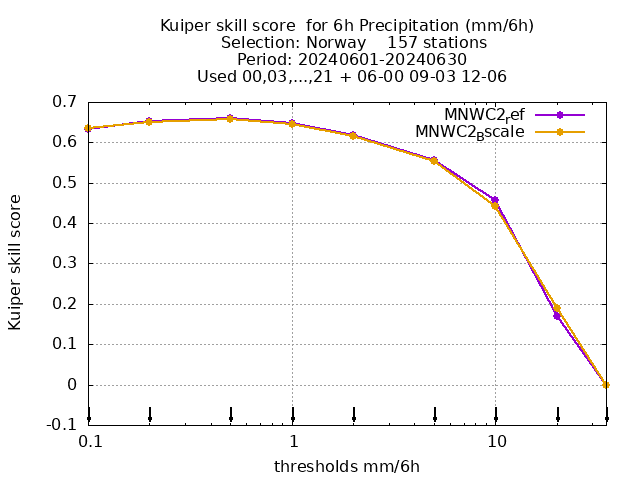 Kuiper skill score  for 6h Precipitation (mm/6h)
Selection: Norway    157 stations
Period: 20240601-20240630
Used 00,03,...,21 + 06-00 09-03 12-06
MNWC2ref
MNWC2Bscale
0.7
0.6
0.5
0.4
0.3
0.2
0.1
0
-0.1
Kuiper skill score
0.1
1
10
thresholds mm/6h